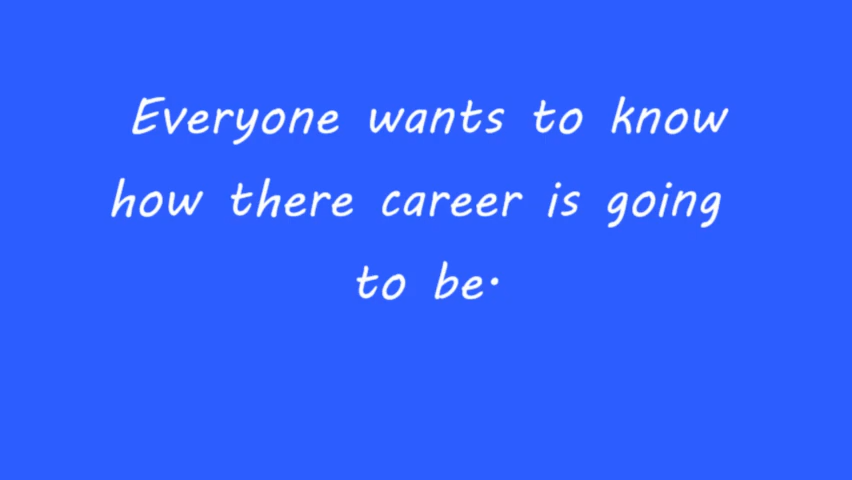 Everyone wants to know
how there career is going
to be.